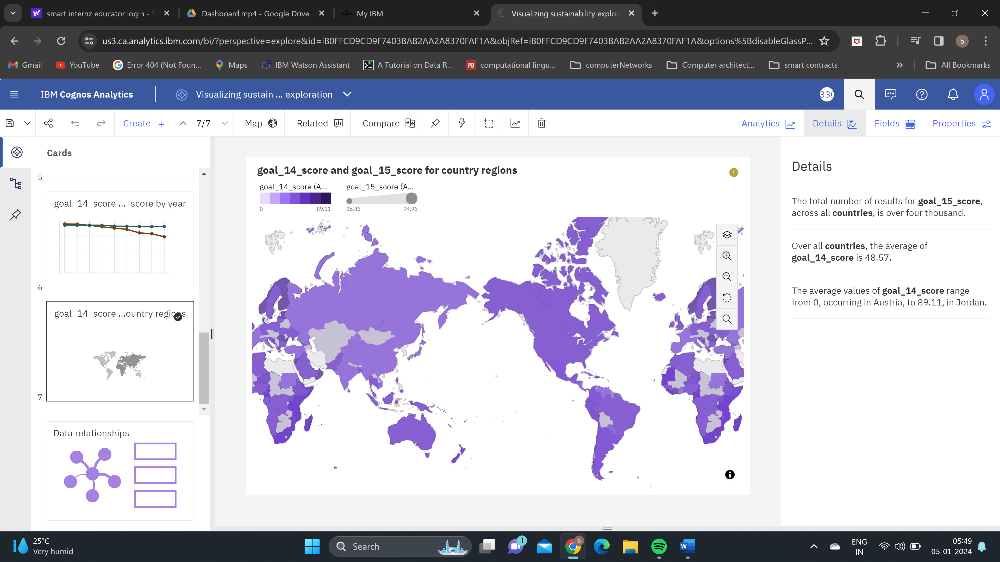 smart internz educator login - Y
Dashboard.mp4 - Google Drive
My IBM
Visualizing sustainability explora
us3.ca.analytics.ibm.com/bi/?perspective=explore&id=iB0FFCD9CD9F7403BAB2AA2A8370FAF1A&objRef=iB0FFCD9CD9F7403BAB2AA2A8370FAF1A&options%5BdisableGlassP...
b
Gmail
YouTube
Error 404 (Not Foun...
Maps
IBM Watson Assistant
A Tutorial on Data R...
PB computational lingu...
computerNetworks
Computer architect...
smart contracts
All Bookmarks
IBM Cognos Analytics
Visualizing sustain ... exploration
330
Create +
7/7
Map
Related
Compare
Analytics
Details
Fields
Properties
Cards
5
goal_14_score ..._score by year
6
goal_14_score ...ountry regions
7
Data relationships
goal_14_score and goal_15_score for country regions
goal_14_score (A...
goal_15_score (A...
0 89.11
26.46 94.96
Details
The total number of results for goal_15_score,
across all countries, is over four thousand.
Over all countries, the average of
goal_14_score is 48.57.
The average values of goal_14_score range
from 0, occurring in Austria, to 89.11, in Jordan.
25°C
Very humid
Search
1
b
W
ENG
IN
05:49
05-01-2024